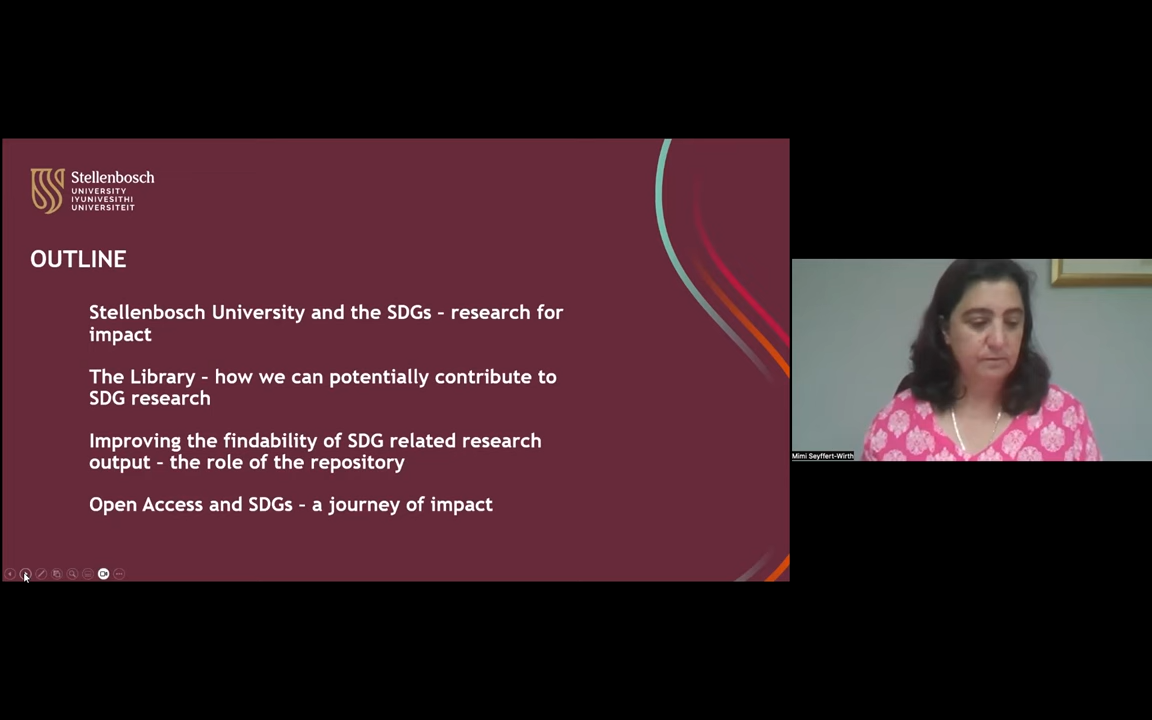 Stellenbosch
UNIVERSITY
IYUNIVESITHI
UNIVERSITEIT
OUTLINE
Stellenbosch University and the SDGs – research for
impact
The Library – how we can potentially contribute to
SDG research
Improving the findability of SDG related research
output – the role of the repository
Open Access and SDGs – a journey of impact
Mimi Seyffert-Wirth